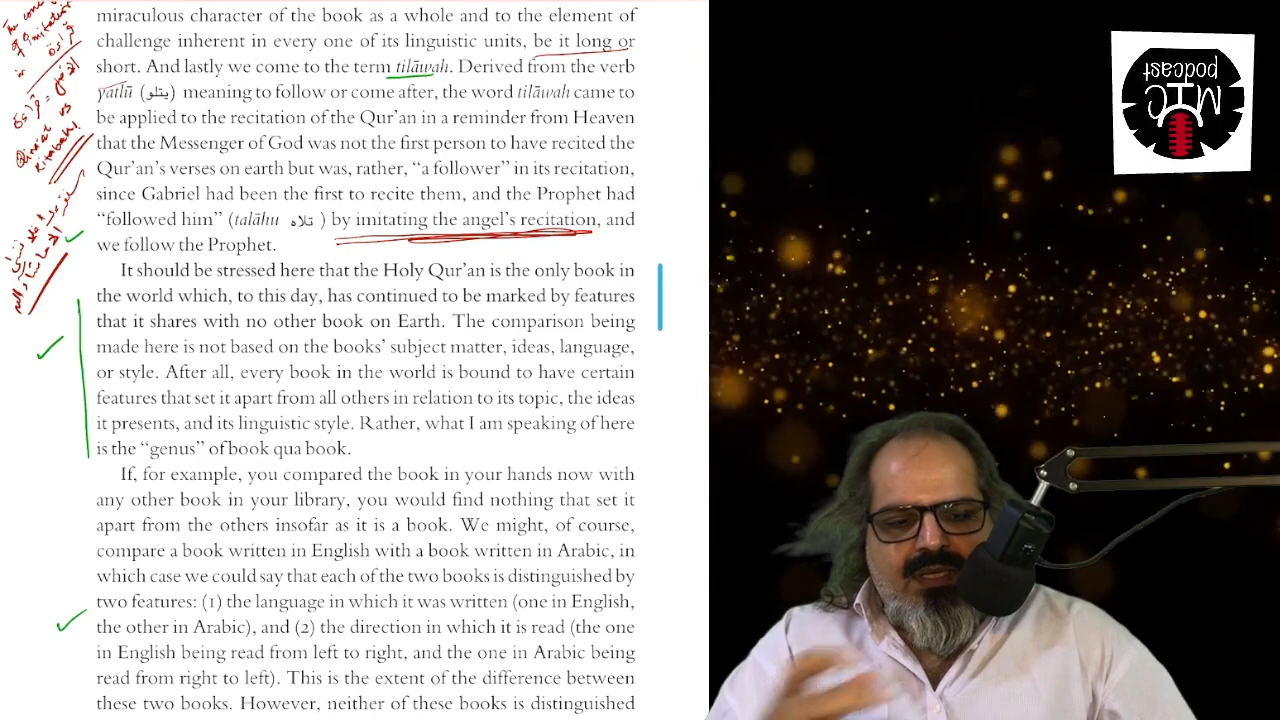 miraculous character of the book as a whole and to the element of
challenge inherent in every one of its linguistic units, be it long or
short. And lastly we come to the term tilāwah. Derived from the verb
yatlū (يتلو) meaning to follow or come after, the word tilāwah came to
be applied to the recitation of the Qur’an in a reminder from Heaven
that the Messenger of God was not the first person to have recited the
Qur’an’s verses on earth but was, rather, “a follower” in its recitation,
since Gabriel had been the first to recite them, and the Prophet had
“followed him” (talāhu تلاه ) by imitating the angel’s recitation, and
we follow the Prophet.
It should be stressed here that the Holy Qur’an is the only book in
the world which, to this day, has continued to be marked by features
that it shares with no other book on Earth. The comparison being
made here is not based on the books’ subject matter, ideas, language,
or style. After all, every book in the world is bound to have certain
features that set it apart from all others in relation to its topic, the ideas
it presents, and its linguistic style. Rather, what I am speaking of here
is the “genus” of book qua book.
If, for example, you compared the book in your hands now with
any other book in your library, you would find nothing that set it
apart from the others insofar as it is a book. We might, of course,
compare a book written in English with a book written in Arabic, in
which case we could say that each of the two books is distinguished by
two features: (1) the language in which it was written (one in English,
the other in Arabic), and (2) the direction in which it is read (the one
in English being read from left to right, and the one in Arabic being
read from right to left). This is the extent of the difference between
these two books. However, neither of these books is distinguished
MIC
podcast